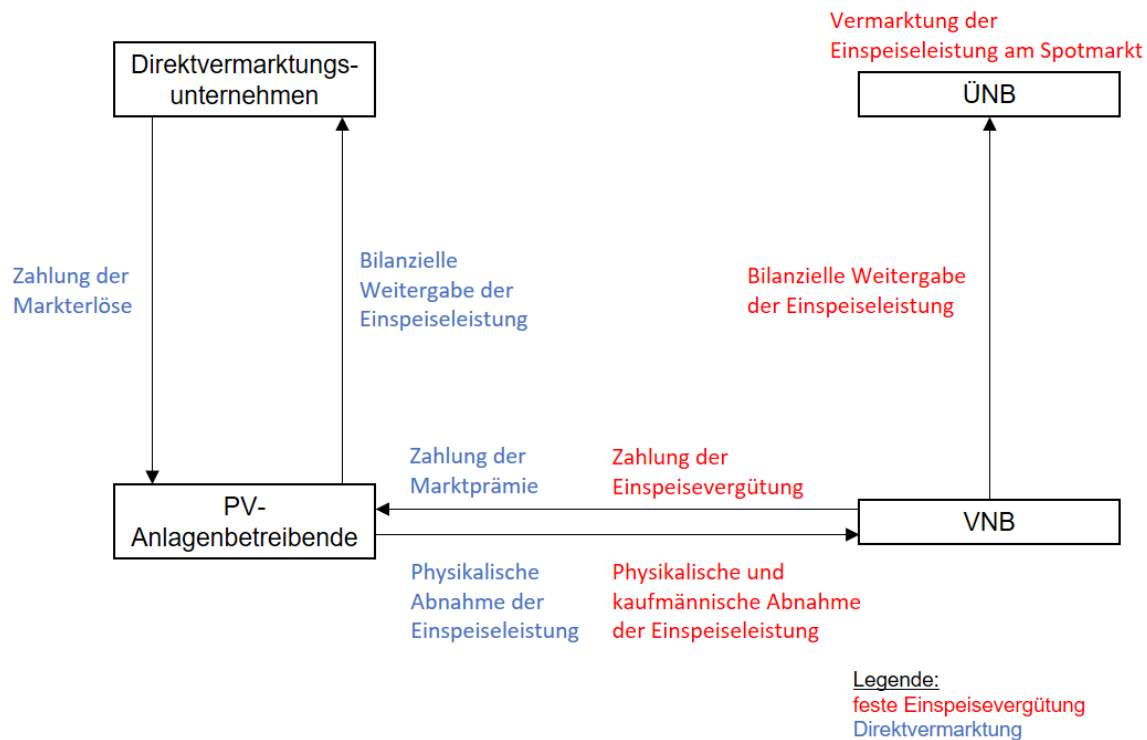 Vermarktung der
Einspeiseleistung am Spotmarkt
Direktvermarktungs-
unternehmen
ÜNB
Zahlung der
Markterlöse
Bilanzielle
Weitergabe der
Einspeiseleistung
Bilanzielle Weitergabe
der Einspeiseleistung
Zahlung der
Marktprämie
Zahlung der
Einspeisevergütung
PV-
Anlagenbetreibende
VNB
Physikalische
Abnahme der
Einspeiseleistung
Physikalische und
kaufmännische Abnahme
der Einspeiseleistung
Legende:
feste Einspeisevergütung
Direktvermarktung